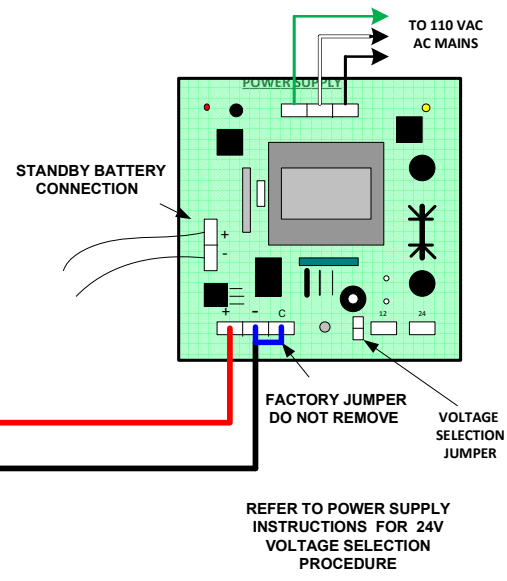 TO 110 VAC
AC MAINS
POWER SUPPLY
STANDBY BATTERY
CONNECTION
+
-
+ - C
12 24
FACTORY JUMPER
DO NOT REMOVE
VOLTAGE
SELECTION
JUMPER
REFER TO POWER SUPPLY
INSTRUCTIONS FOR 24V
VOLTAGE SELECTION
PROCEDURE